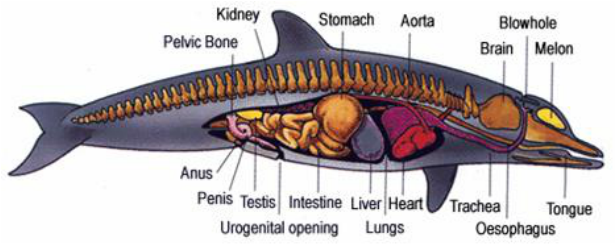 Kidney Stomach Aorta Blowhole
Pelvic Bone Brain Melon
Anus
Penis Testis Intestine Liver Heart Trachea Tongue
Urogenital opening Lungs Oesophagus